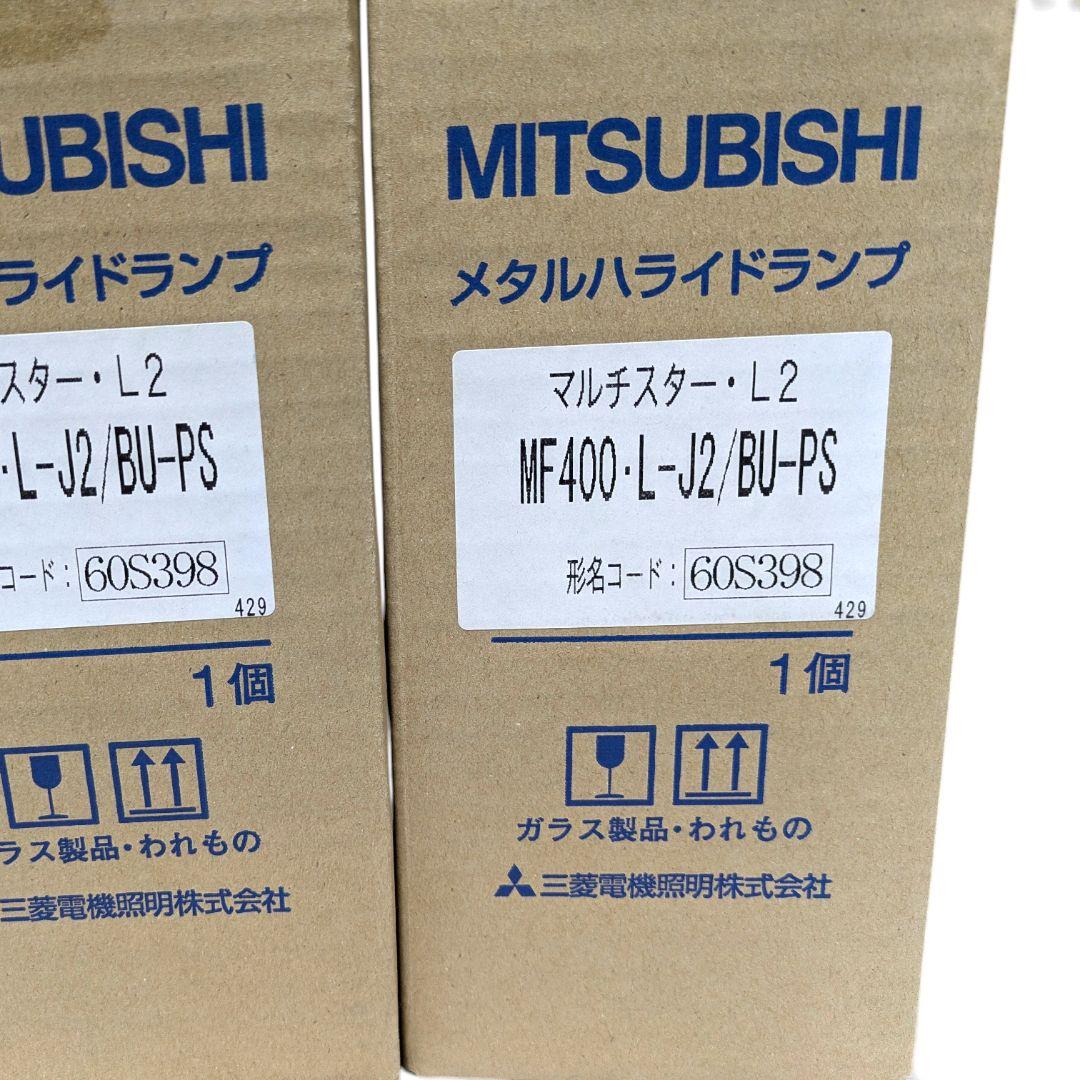 UBISHI
ライドランプ
スター・L2
・L-J2/BU-PS
コード：60S398
429
1個
ラス製品・われもの
三菱電機照明株式会社
MITSUBISHI
メタルハライドランプ
マルチスター・L2
MF400・L-J2/BU-PS
形名コード：60S398
429
1個
ガラス製品・われもの
三菱電機照明株式会社